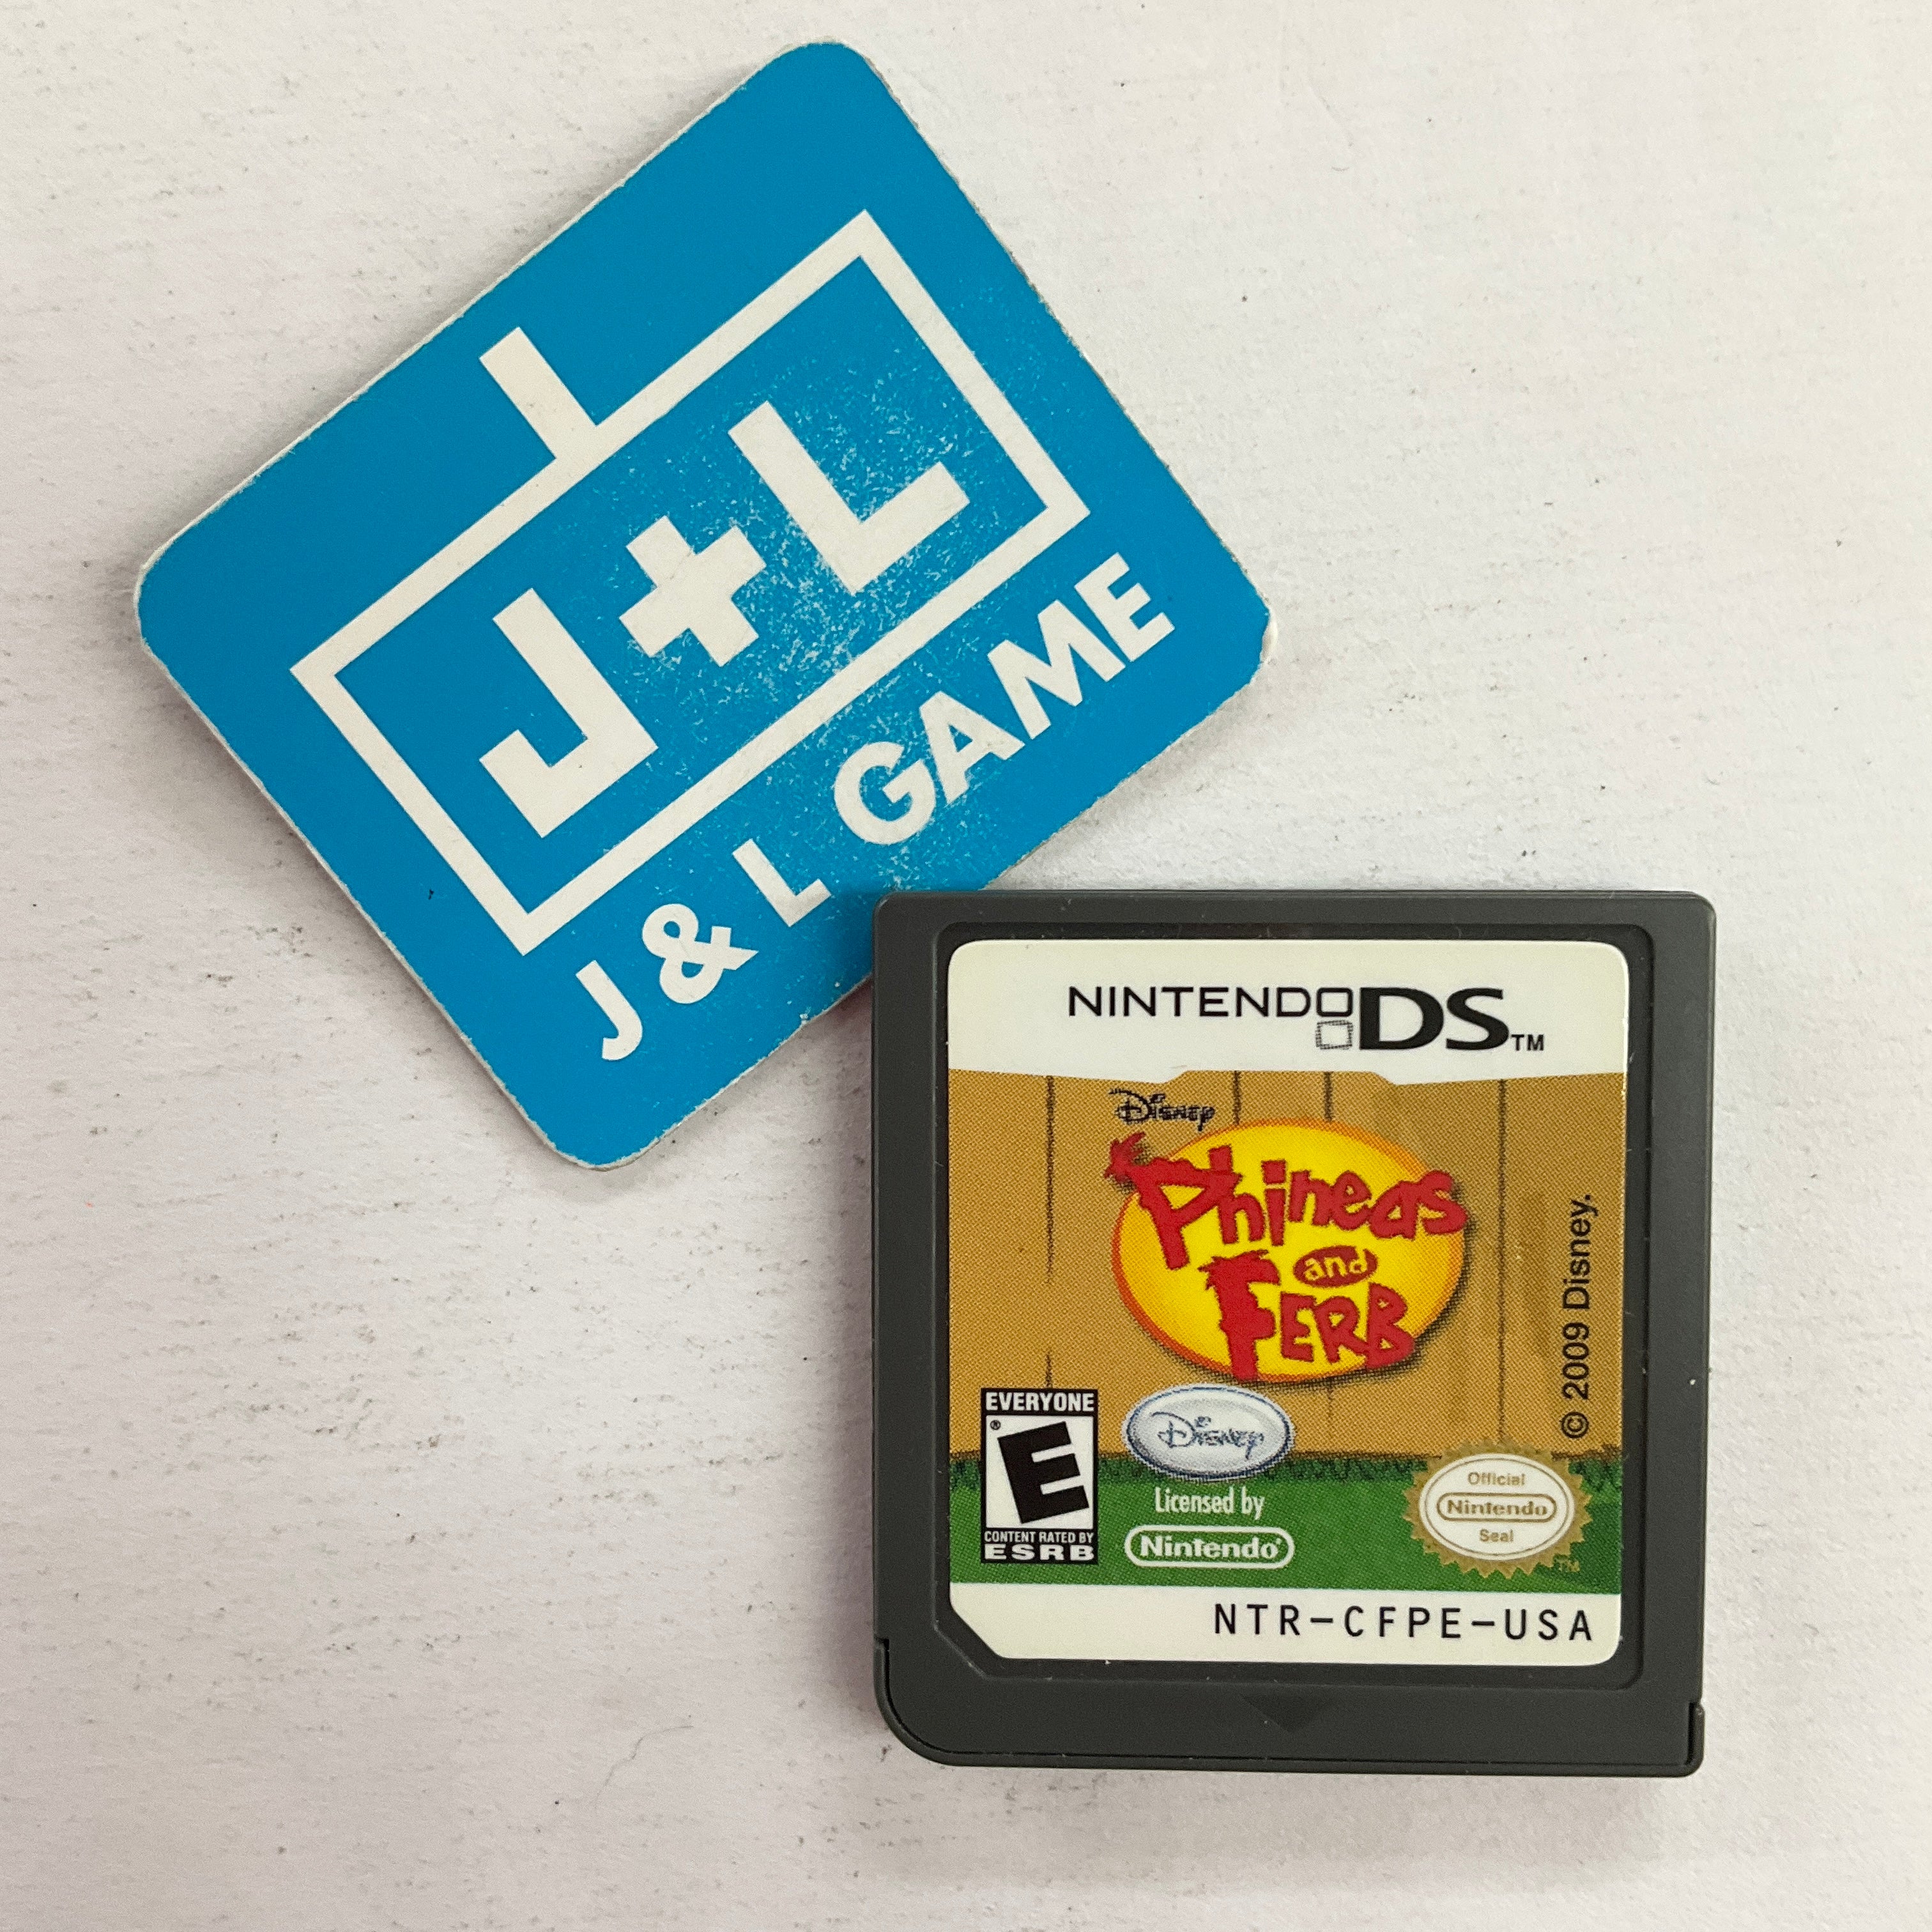 J+L
J & L GAME
NINTENDO DS™
Disney
Phineas
and
FERB
© 2009 Disney.
EVERYONE
E
®
CONTENT RATED BY
ESRB
Disney
Licensed by
Nintendo®
Official
Nintendo
Seal
TM
NTR-CFPE-USA